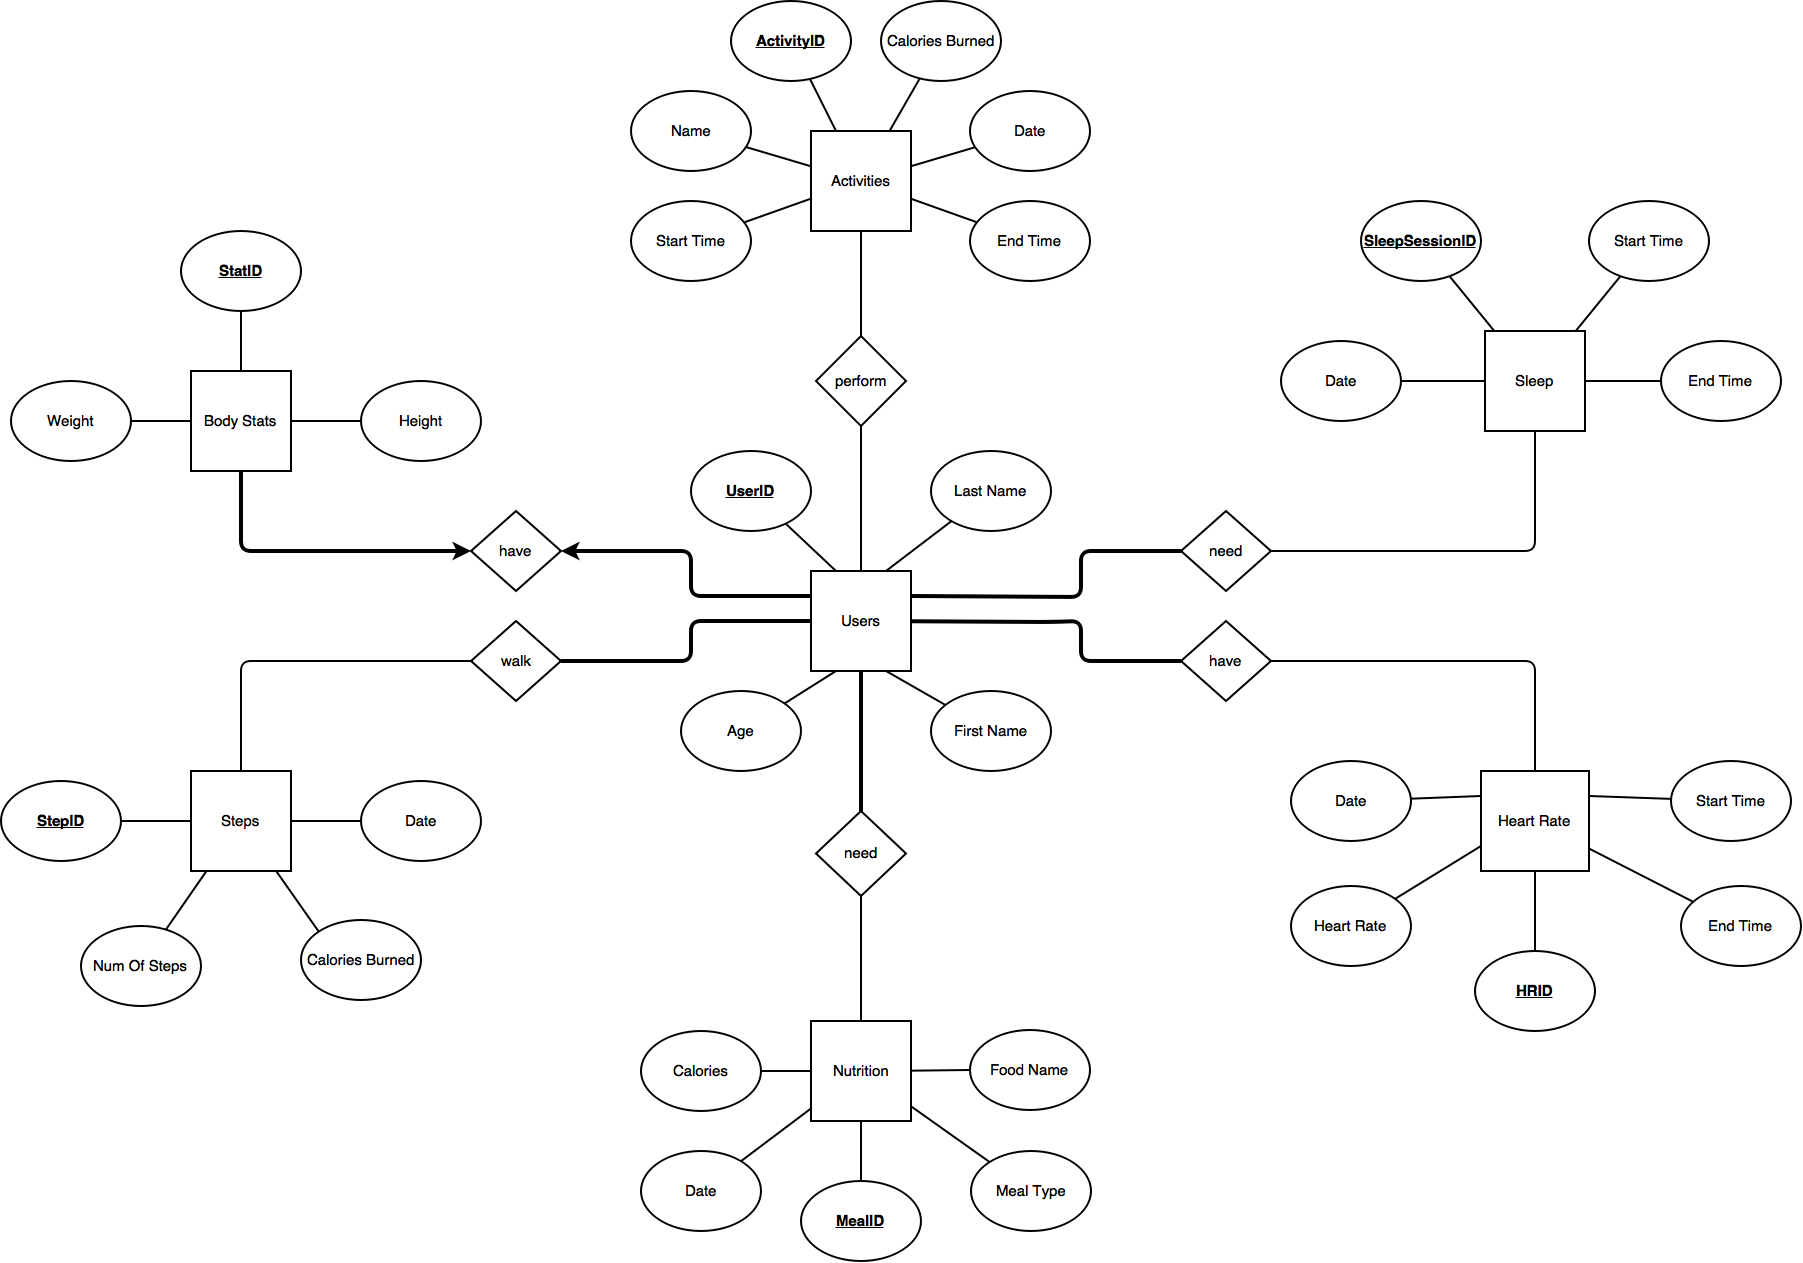 ActivityID
Calories Burned
Name
Date
Activities
Start Time
End Time
SleepSessionID
Start Time
StatID
Date
Sleep
End Time
perform
Weight
Body Stats
Height
UserID
Last Name
have
need
Users
walk
have
Age
First Name
StepID
Steps
Date
need
Date
Heart Rate
Start Time
Num Of Steps
Calories Burned
Heart Rate
End Time
HRID
Calories
Nutrition
Food Name
Date
MealID
Meal Type